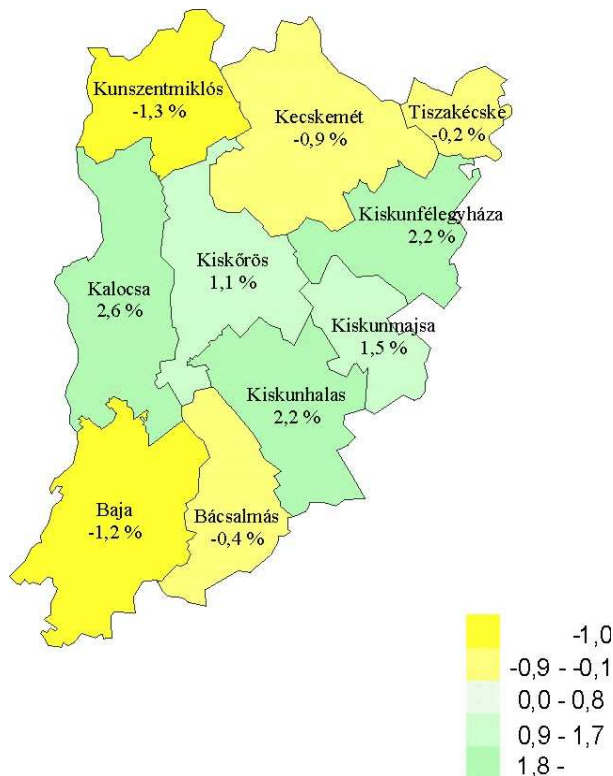 Kunszentmiklós
-1,3 %
Kecskemét
-0,9 %
Tiszakécske
-0,2 %
Kiskunfélegyháza
2,2 %
Kiskőrös
1,1 %
Kalocsa
2,6 %
Kiskunmajsa
1,5 %
Kiskunhalas
2,2 %
Baja
-1,2 %
Bácsalmás
-0,4 %
-1,0
-0,9 - -0,1
0,0 - 0,8
0,9 - 1,7
1,8 -